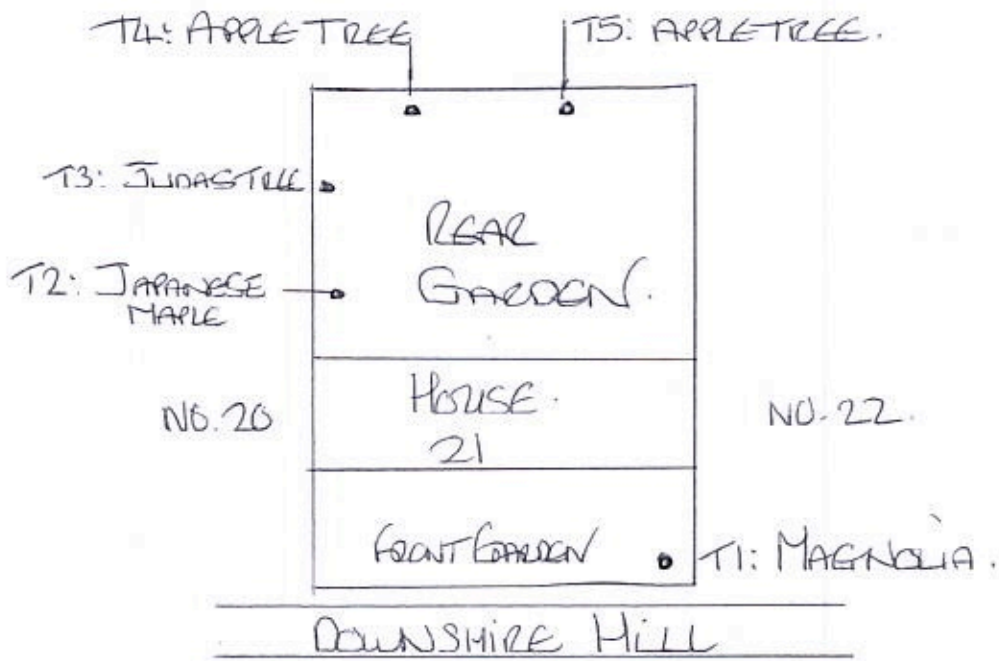 T4: APPLE TREE
T5: APPLE TREE.
T3: JUDAS TREE
REAR
GARDEN.
T2: JAPANESE
MAPLE
HOUSE.
21
NO. 20
NO. 22.
FRONT GARDEN
T1: MAGNOLIA.
DOWNSHIRE HILL